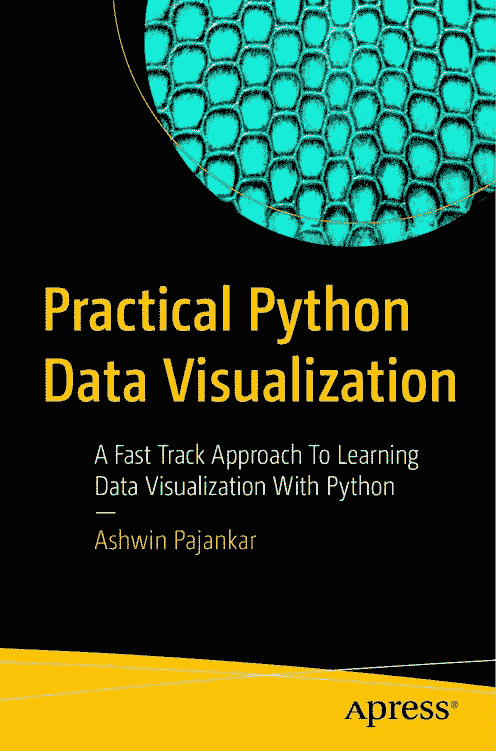 Practical Python
Data Visualization
A Fast Track Approach To Learning
Data Visualization With Python
—
Ashwin Pajankar
Apress®